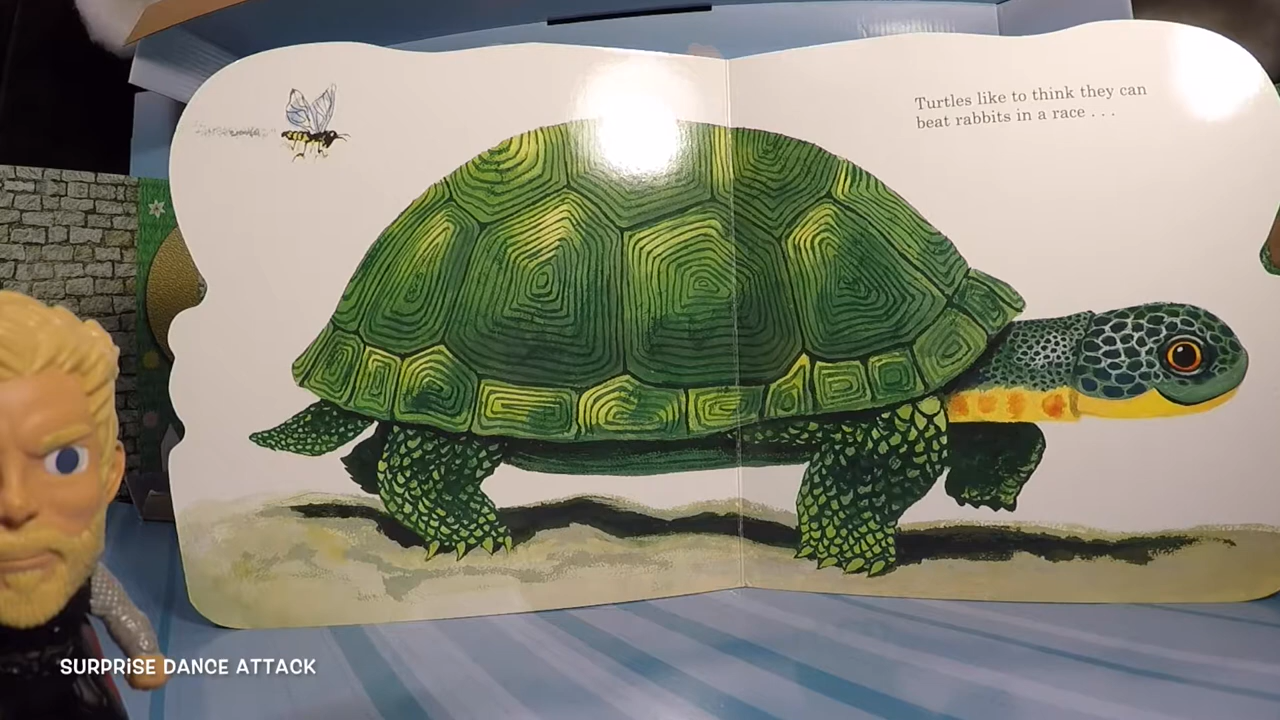 Turtles like to think they can
beat rabbits in a race . . .
SURPRiSE DANCE ATTACK